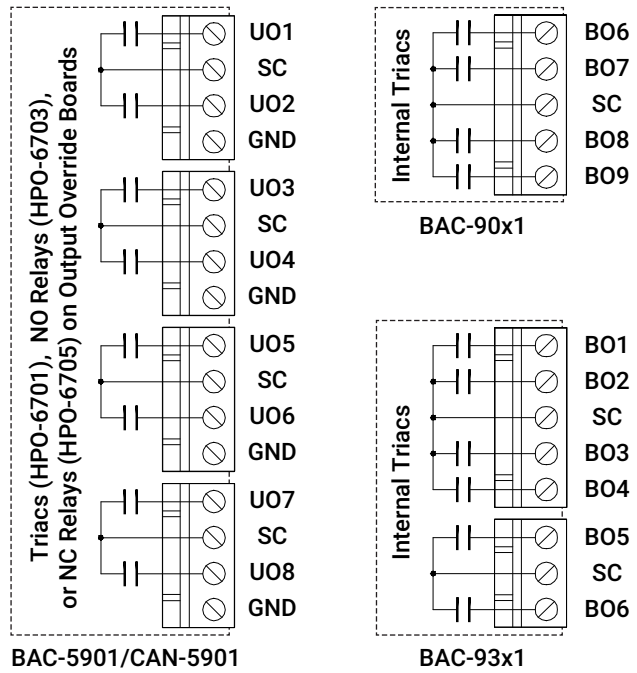 Triacs (HPO-6701), NO Relays (HPO-6703),
or NC Relays (HPO-6705) on Output Override Boards
UO1
SC
UO2
GND
UO3
SC
UO4
GND
UO5
SC
UO6
GND
UO7
SC
UO8
GND
BAC-5901/CAN-5901
Internal Triacs
BO6
BO7
SC
BO8
BO9
BAC-90x1
Internal Triacs
BO1
BO2
SC
BO3
BO4
BO5
SC
BO6
BAC-93x1